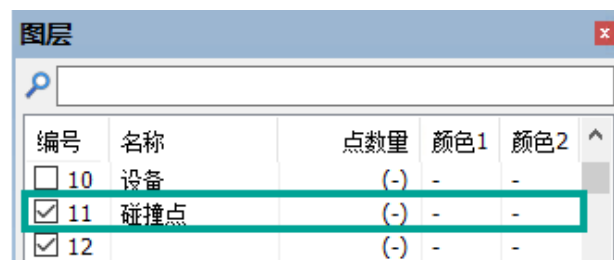 图层
编号 名称 点数量 颜色1 颜色2
10 设备 (-) - -
11 碰撞点 (-) - -
12 (-) - -